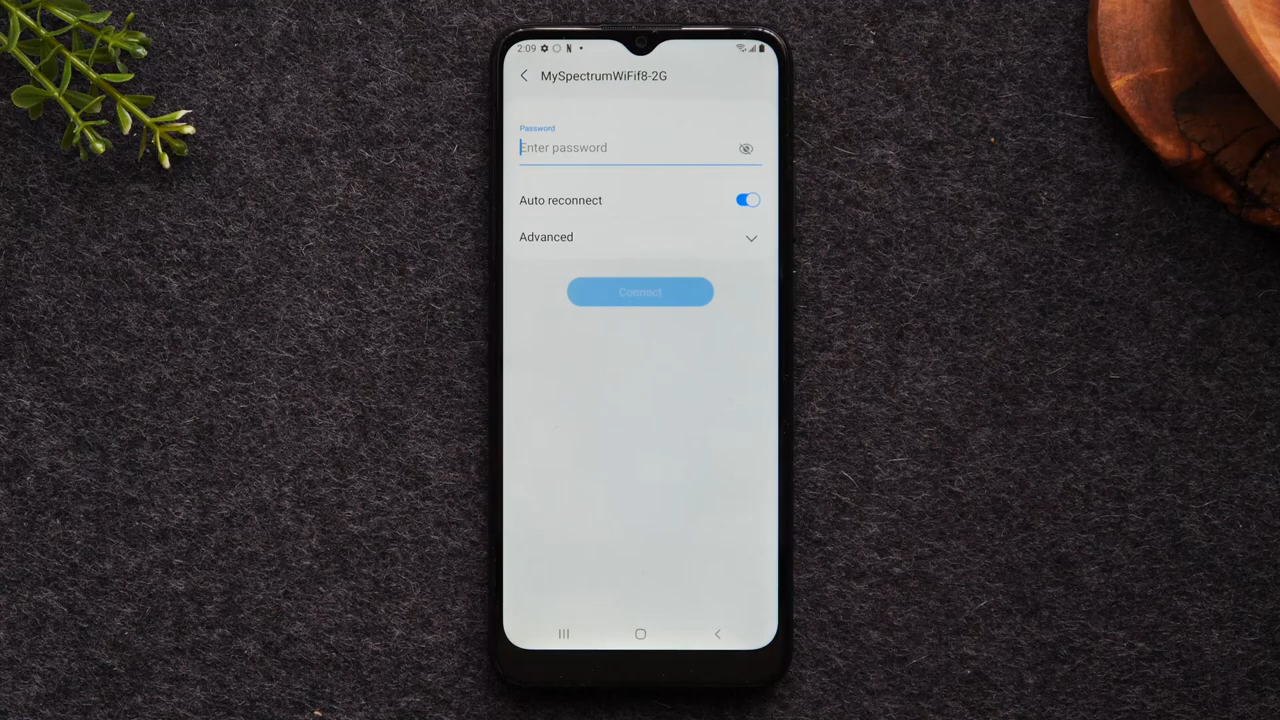 2:09
MySpectrumWiFif8-2G
Password
Enter password
Auto reconnect
Advanced
Connect